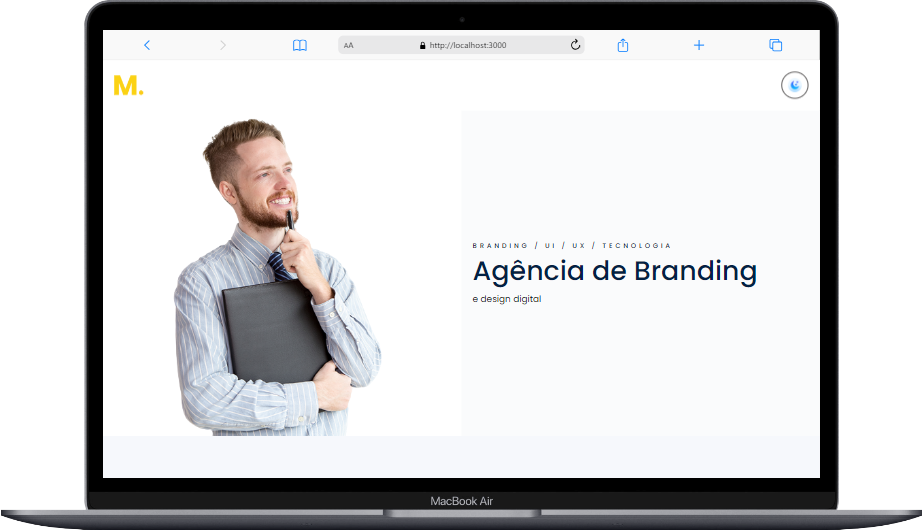 AA
http://localhost:3000
M.
BRANDING / UI / UX / TECNOLOGIA
Agência de Branding
e design digital
MacBook Air